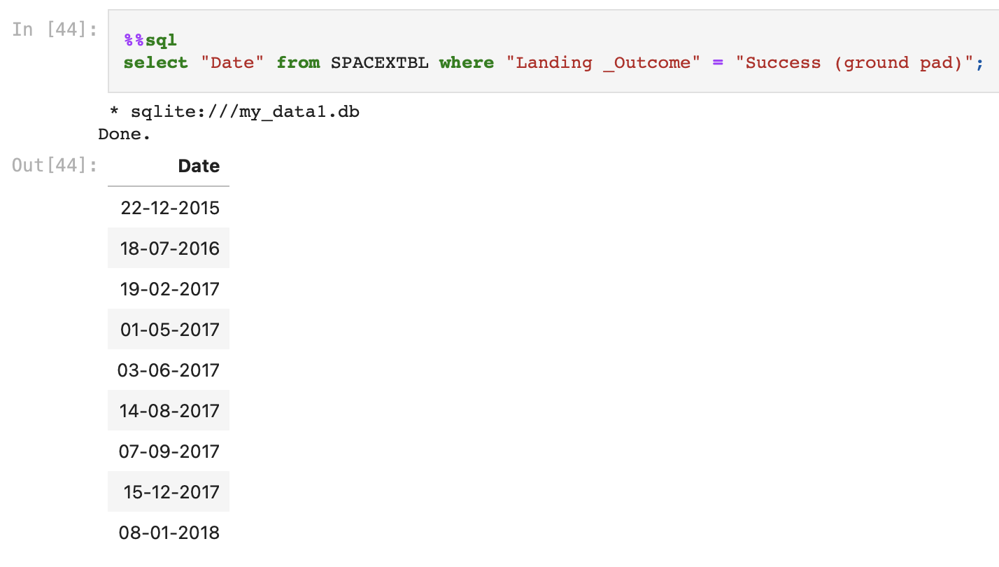 In [44]:
%%sql
select "Date" from SPACEXTBL where "Landing _Outcome" = "Success (ground pad)";
* sqlite:///my_data1.db
Done.
Out[44]:
Date
22-12-2015
18-07-2016
19-02-2017
01-05-2017
03-06-2017
14-08-2017
07-09-2017
15-12-2017
08-01-2018